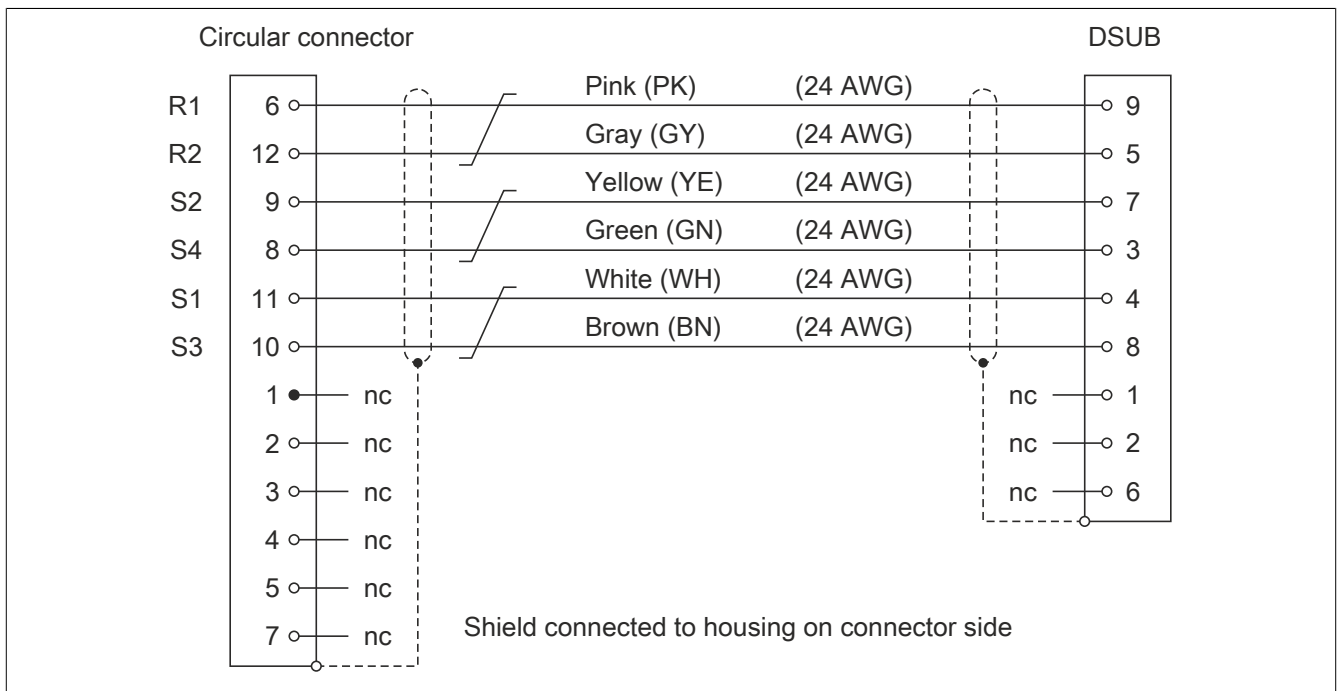 Circular connector DSUB
R1 6 Pink (PK) (24 AWG) 9
R2 12 Gray (GY) (24 AWG) 5
S2 9 Yellow (YE) (24 AWG) 7
S4 8 Green (GN) (24 AWG) 3
S1 11 White (WH) (24 AWG) 4
S3 10 Brown (BN) (24 AWG) 8
1 nc nc 1
2 nc nc 2
3 nc nc 6
4 nc
5 nc
7 nc
Shield connected to housing on connector side